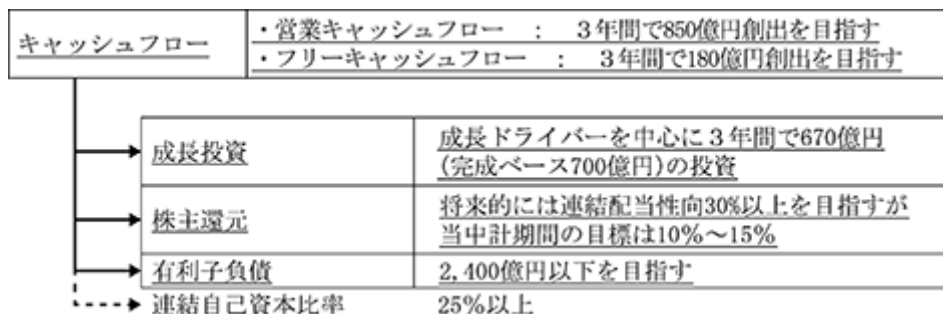 キャッシュフロー
・営業キャッシュフロー　：　3年間で850億円創出を目指す
・フリーキャッシュフロー　：　3年間で180億円創出を目指す
成長投資
成長ドライバーを中心に3年間で670億円
(完成ベース700億円)の投資
株主還元
将来的には連結配当性向30%以上を目指すが
当中計期間の目標は10%～15%
有利子負債
2,400億円以下を目指す
連結自己資本比率
25%以上